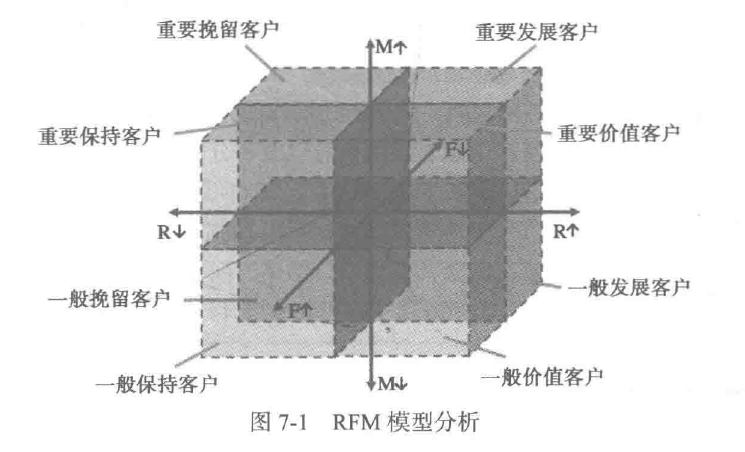 重要挽留客户
重要发展客户
M↑
重要保持客户
重要价值客户
F↓
R↓
R↑
一般挽留客户
一般发展客户
F↑
一般保持客户
M↓
一般价值客户
图 7-1 RFM 模型分析